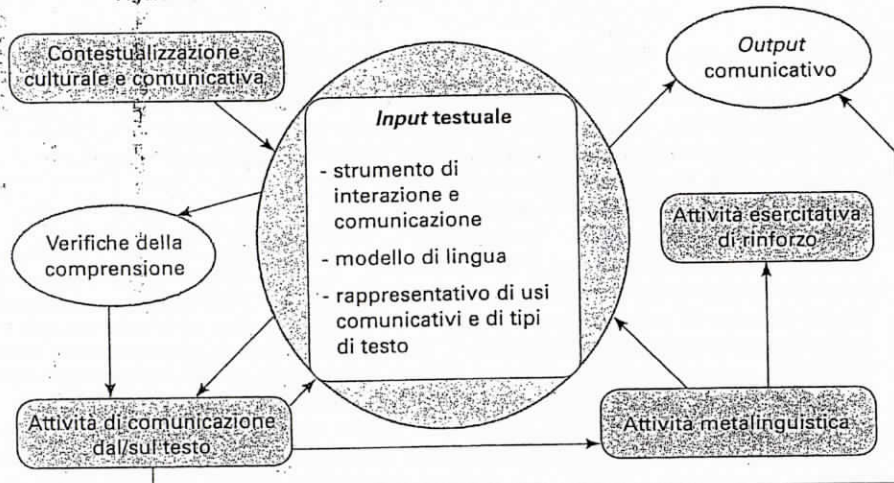 Contestualizzazione
culturale e comunicativa
Output
comunicativo
Input testuale
- strumento di
interazione e
comunicazione
- modello di lingua
- rappresentativo di usi
comunicativi e di tipi
di testo
Verifiche della
comprensione
Attività esercitativa
di rinforzo
Attività di comunicazione
dal/sul testo
Attività metalinguistica